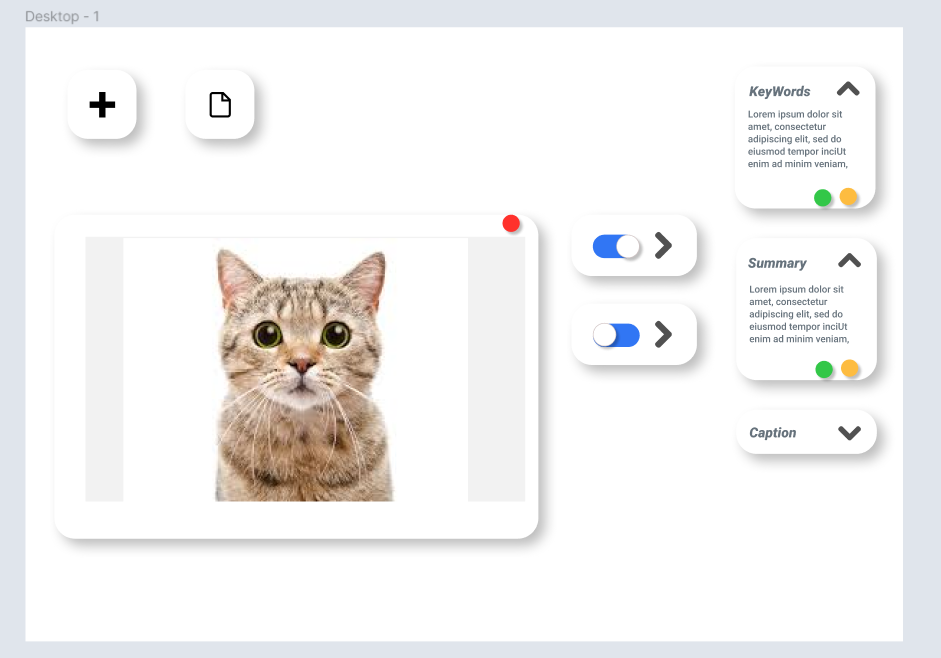 Desktop - 1
KeyWords
Lorem ipsum dolor sit
amet, consectetur
adipiscing elit, sed do
eiusmod tempor inciUt
enim ad minim veniam,
Summary
Lorem ipsum dolor sit
amet, consectetur
adipiscing elit, sed do
eiusmod tempor inciUt
enim ad minim veniam,
Caption